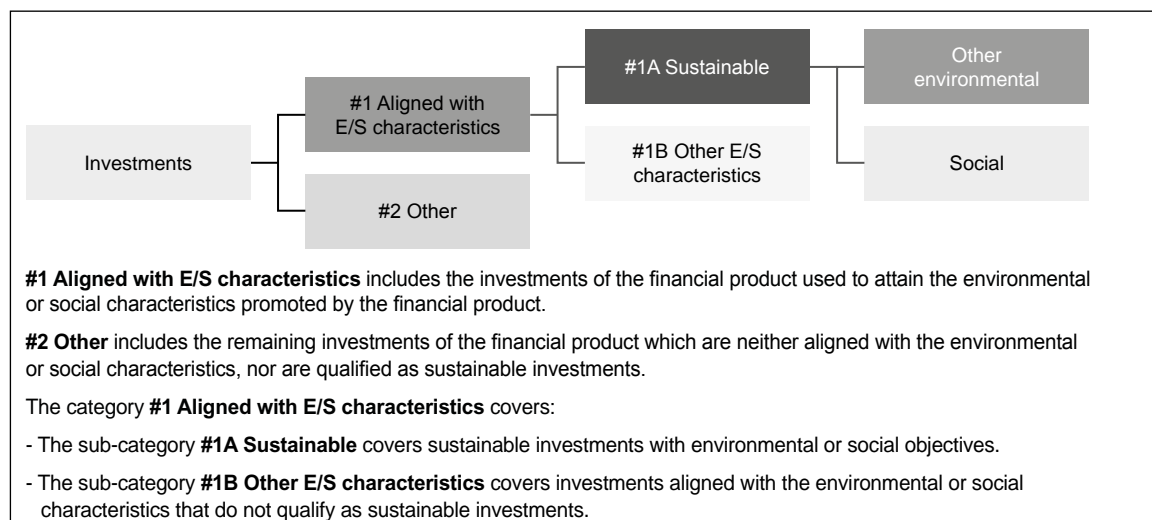 Investments
#1 Aligned with
E/S characteristics
#2 Other
#1A Sustainable
#1B Other E/S
characteristics
Other
environmental
Social
#1 Aligned with E/S characteristics includes the investments of the financial product used to attain the environmental
or social characteristics promoted by the financial product.
#2 Other includes the remaining investments of the financial product which are neither aligned with the environmental
or social characteristics, nor are qualified as sustainable investments.
The category #1 Aligned with E/S characteristics covers:
- The sub-category #1A Sustainable covers sustainable investments with environmental or social objectives.
- The sub-category #1B Other E/S characteristics covers investments aligned with the environmental or social
characteristics that do not qualify as sustainable investments.